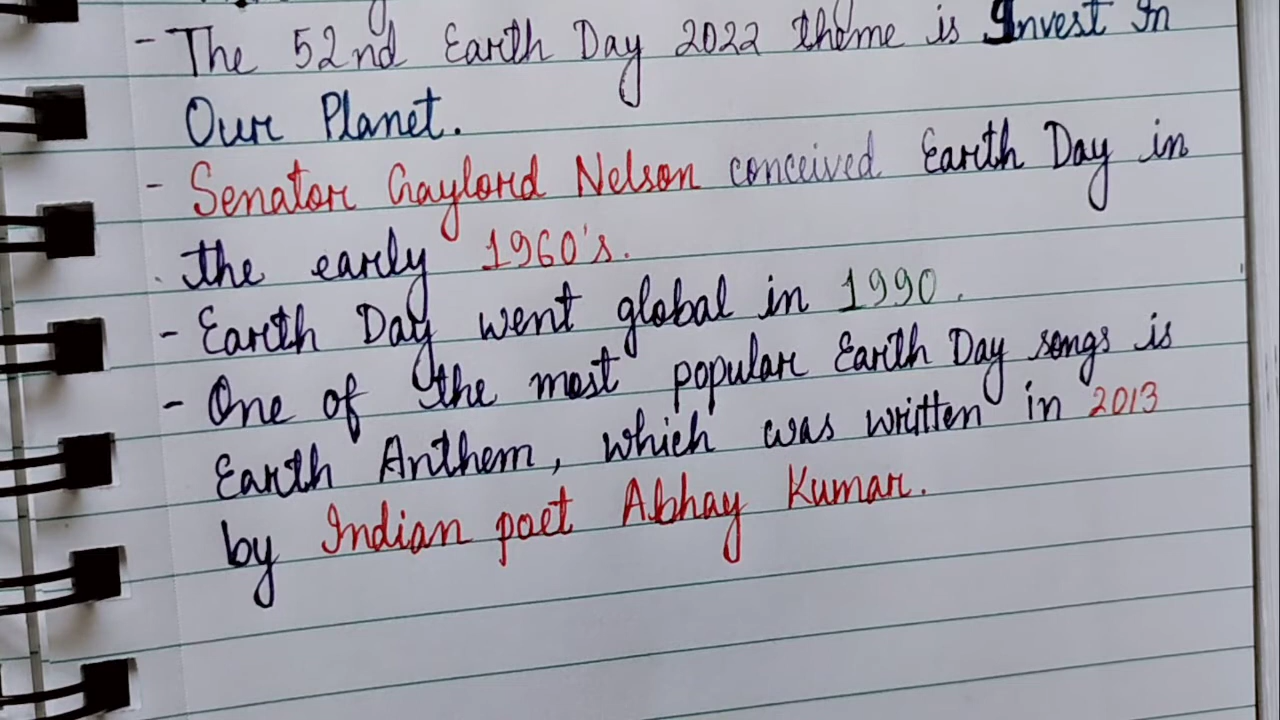 - The 52nd Earth Day 2022 theme is Invest In
Our Planet.
- Senator Gaylord Nelson conceived Earth Day in
the early 1960's.
- Earth Day went global in 1990.
- One of the most popular Earth Day songs is
Earth Anthem, which was written in 2013
by Indian poet Abhay Kumar.